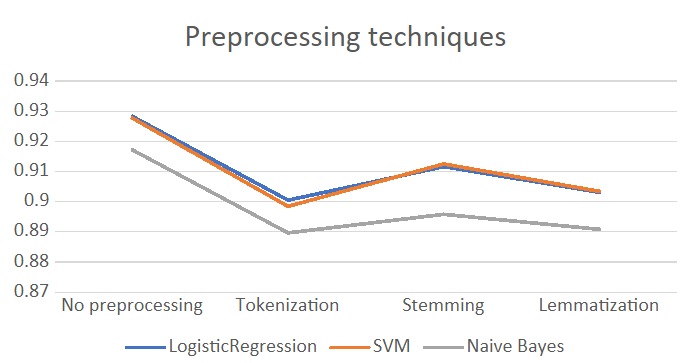 Preprocessing techniques
0.94
0.93
0.92
0.91
0.9
0.89
0.88
0.87
No preprocessing Tokenization Stemming Lemmatization
LogisticRegression SVM Naive Bayes